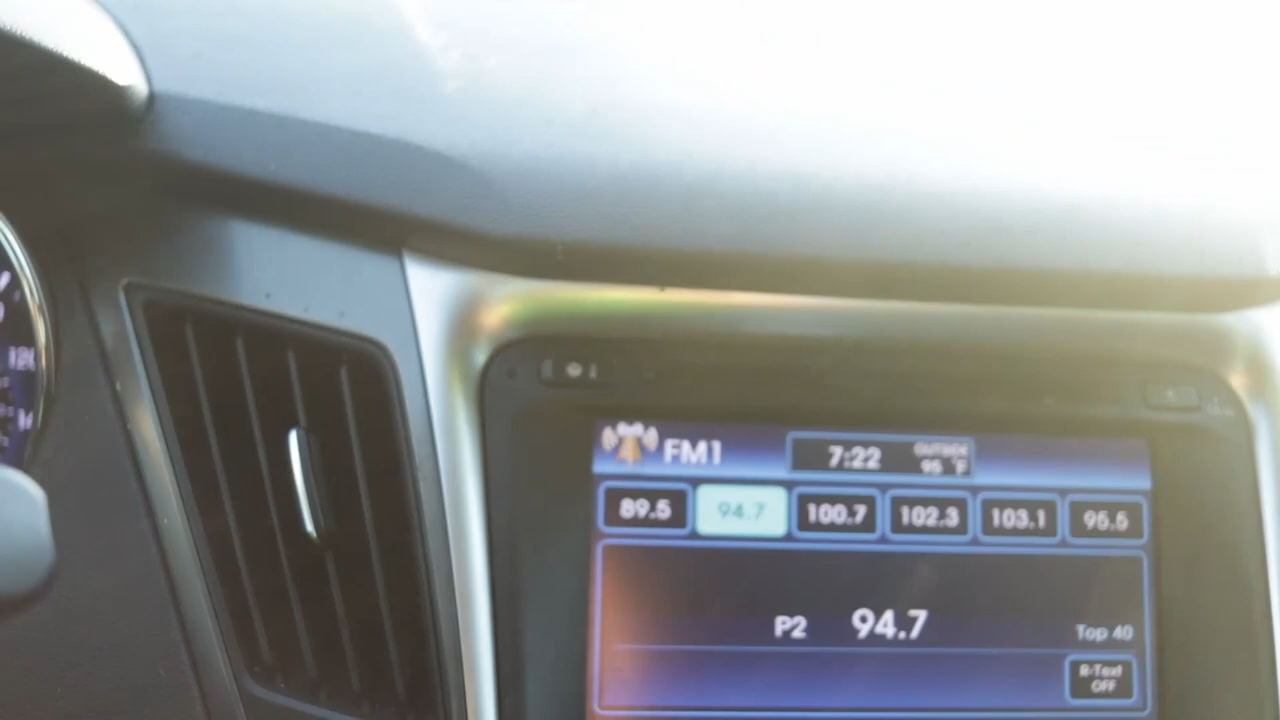 FM1
7:22
OUTSIDE
95 °F
89.5 94.7 100.7 102.3 103.1 95.5
P2 94.7
Top 40
R-Text
OFF
120